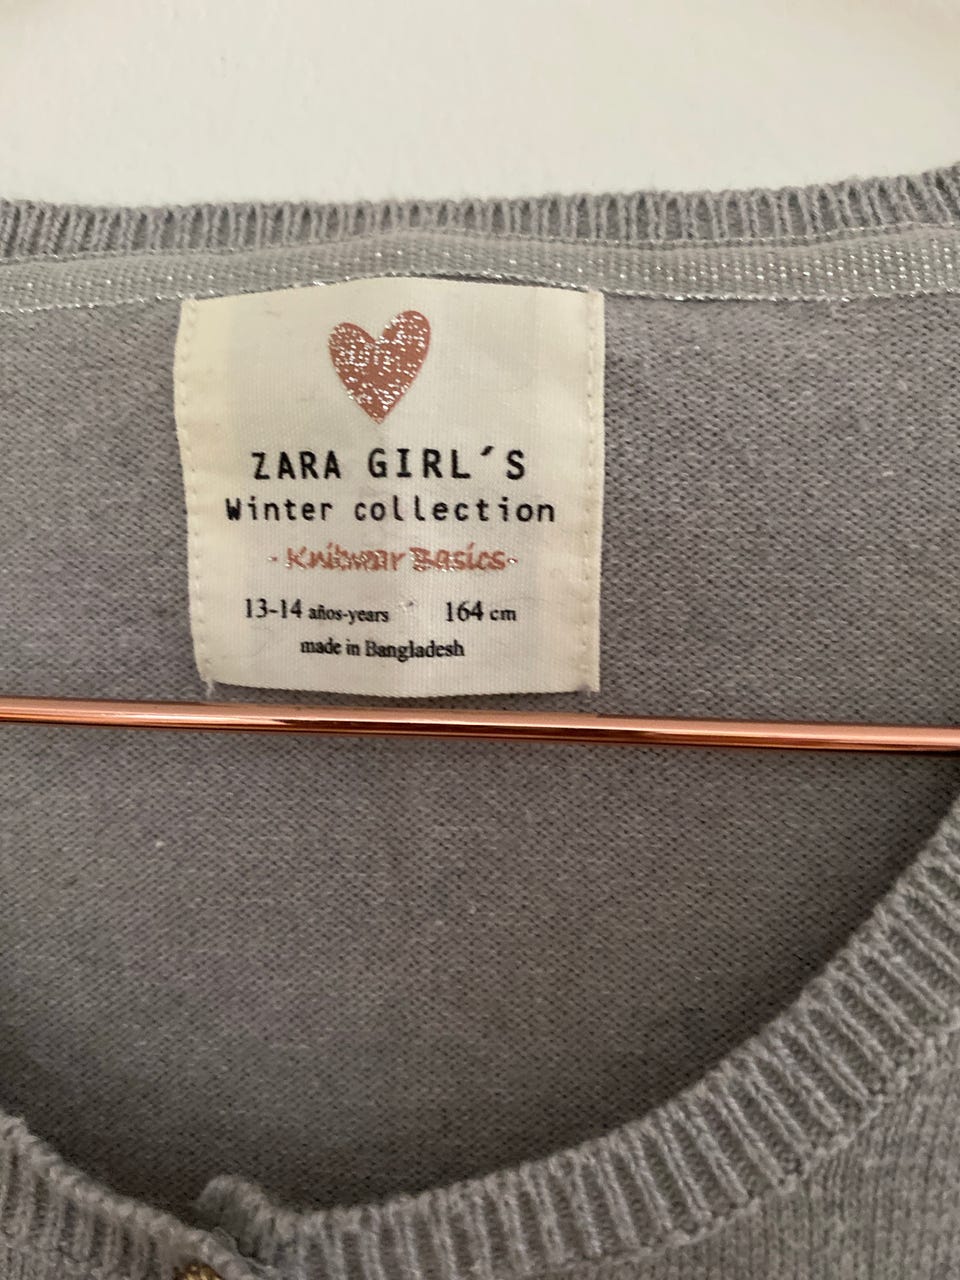 ZARA GIRL´S
Winter collection
- Knitwear Basics-
13-14 años-years 164 cm
made in Bangladesh